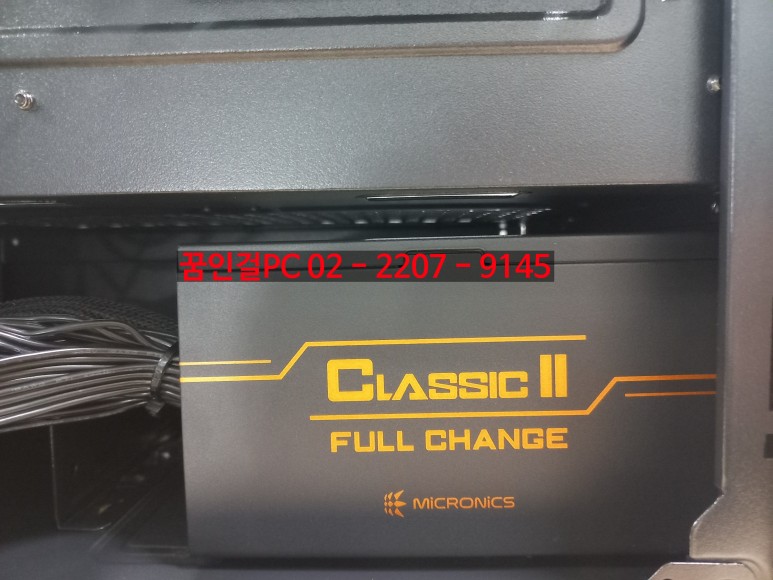 꿈인걸PC 02 - 2207 - 9145
CLASSIC II
FULL CHANGE
MiCRONiCS